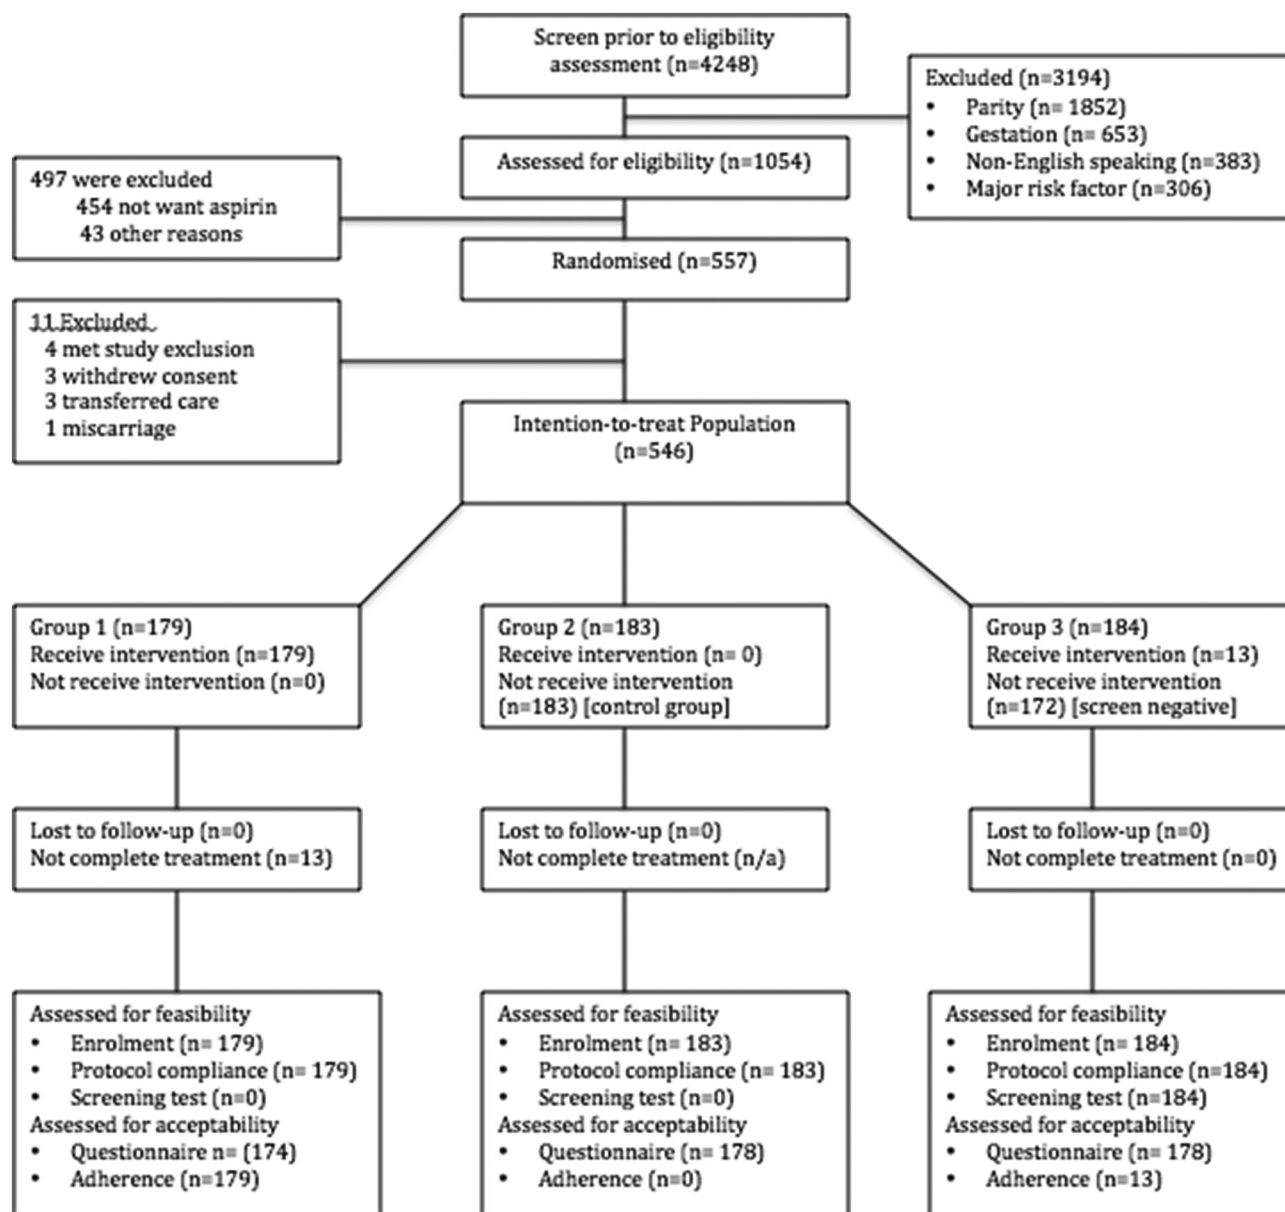 Screen prior to eligibility
assessment (n=4248)
Excluded (n=3194)
• Parity (n= 1852)
• Gestation (n= 653)
• Non-English speaking (n=383)
• Major risk factor (n=306)
Assessed for eligibility (n=1054)
497 were excluded
454 not want aspirin
43 other reasons
Randomised (n=557)
11 Excluded
4 met study exclusion
3 withdrew consent
3 transferred care
1 miscarriage
Intention-to-treat Population
(n=546)
Group 1 (n=179)
Receive intervention (n=179)
Not receive intervention (n=0)
Group 2 (n=183)
Receive intervention (n= 0)
Not receive intervention
(n=183) [control group]
Group 3 (n=184)
Receive intervention (n=13)
Not receive intervention
(n=172) [screen negative]
Lost to follow-up (n=0)
Not complete treatment (n=13)
Lost to follow-up (n=0)
Not complete treatment (n/a)
Lost to follow-up (n=0)
Not complete treatment (n=0)
Assessed for feasibility
• Enrolment (n= 179)
• Protocol compliance (n= 179)
• Screening test (n=0)
Assessed for acceptability
• Questionnaire n= (174)
• Adherence (n=179)
Assessed for feasibility
• Enrolment (n= 183)
• Protocol compliance (n= 183)
• Screening test (n=0)
Assessed for acceptability
• Questionnaire (n= 178)
• Adherence (n=0)
Assessed for feasibility
• Enrolment (n= 184)
• Protocol compliance (n=184)
• Screening test (n=184)
Assessed for acceptability
• Questionnaire (n= 178)
• Adherence (n=13)